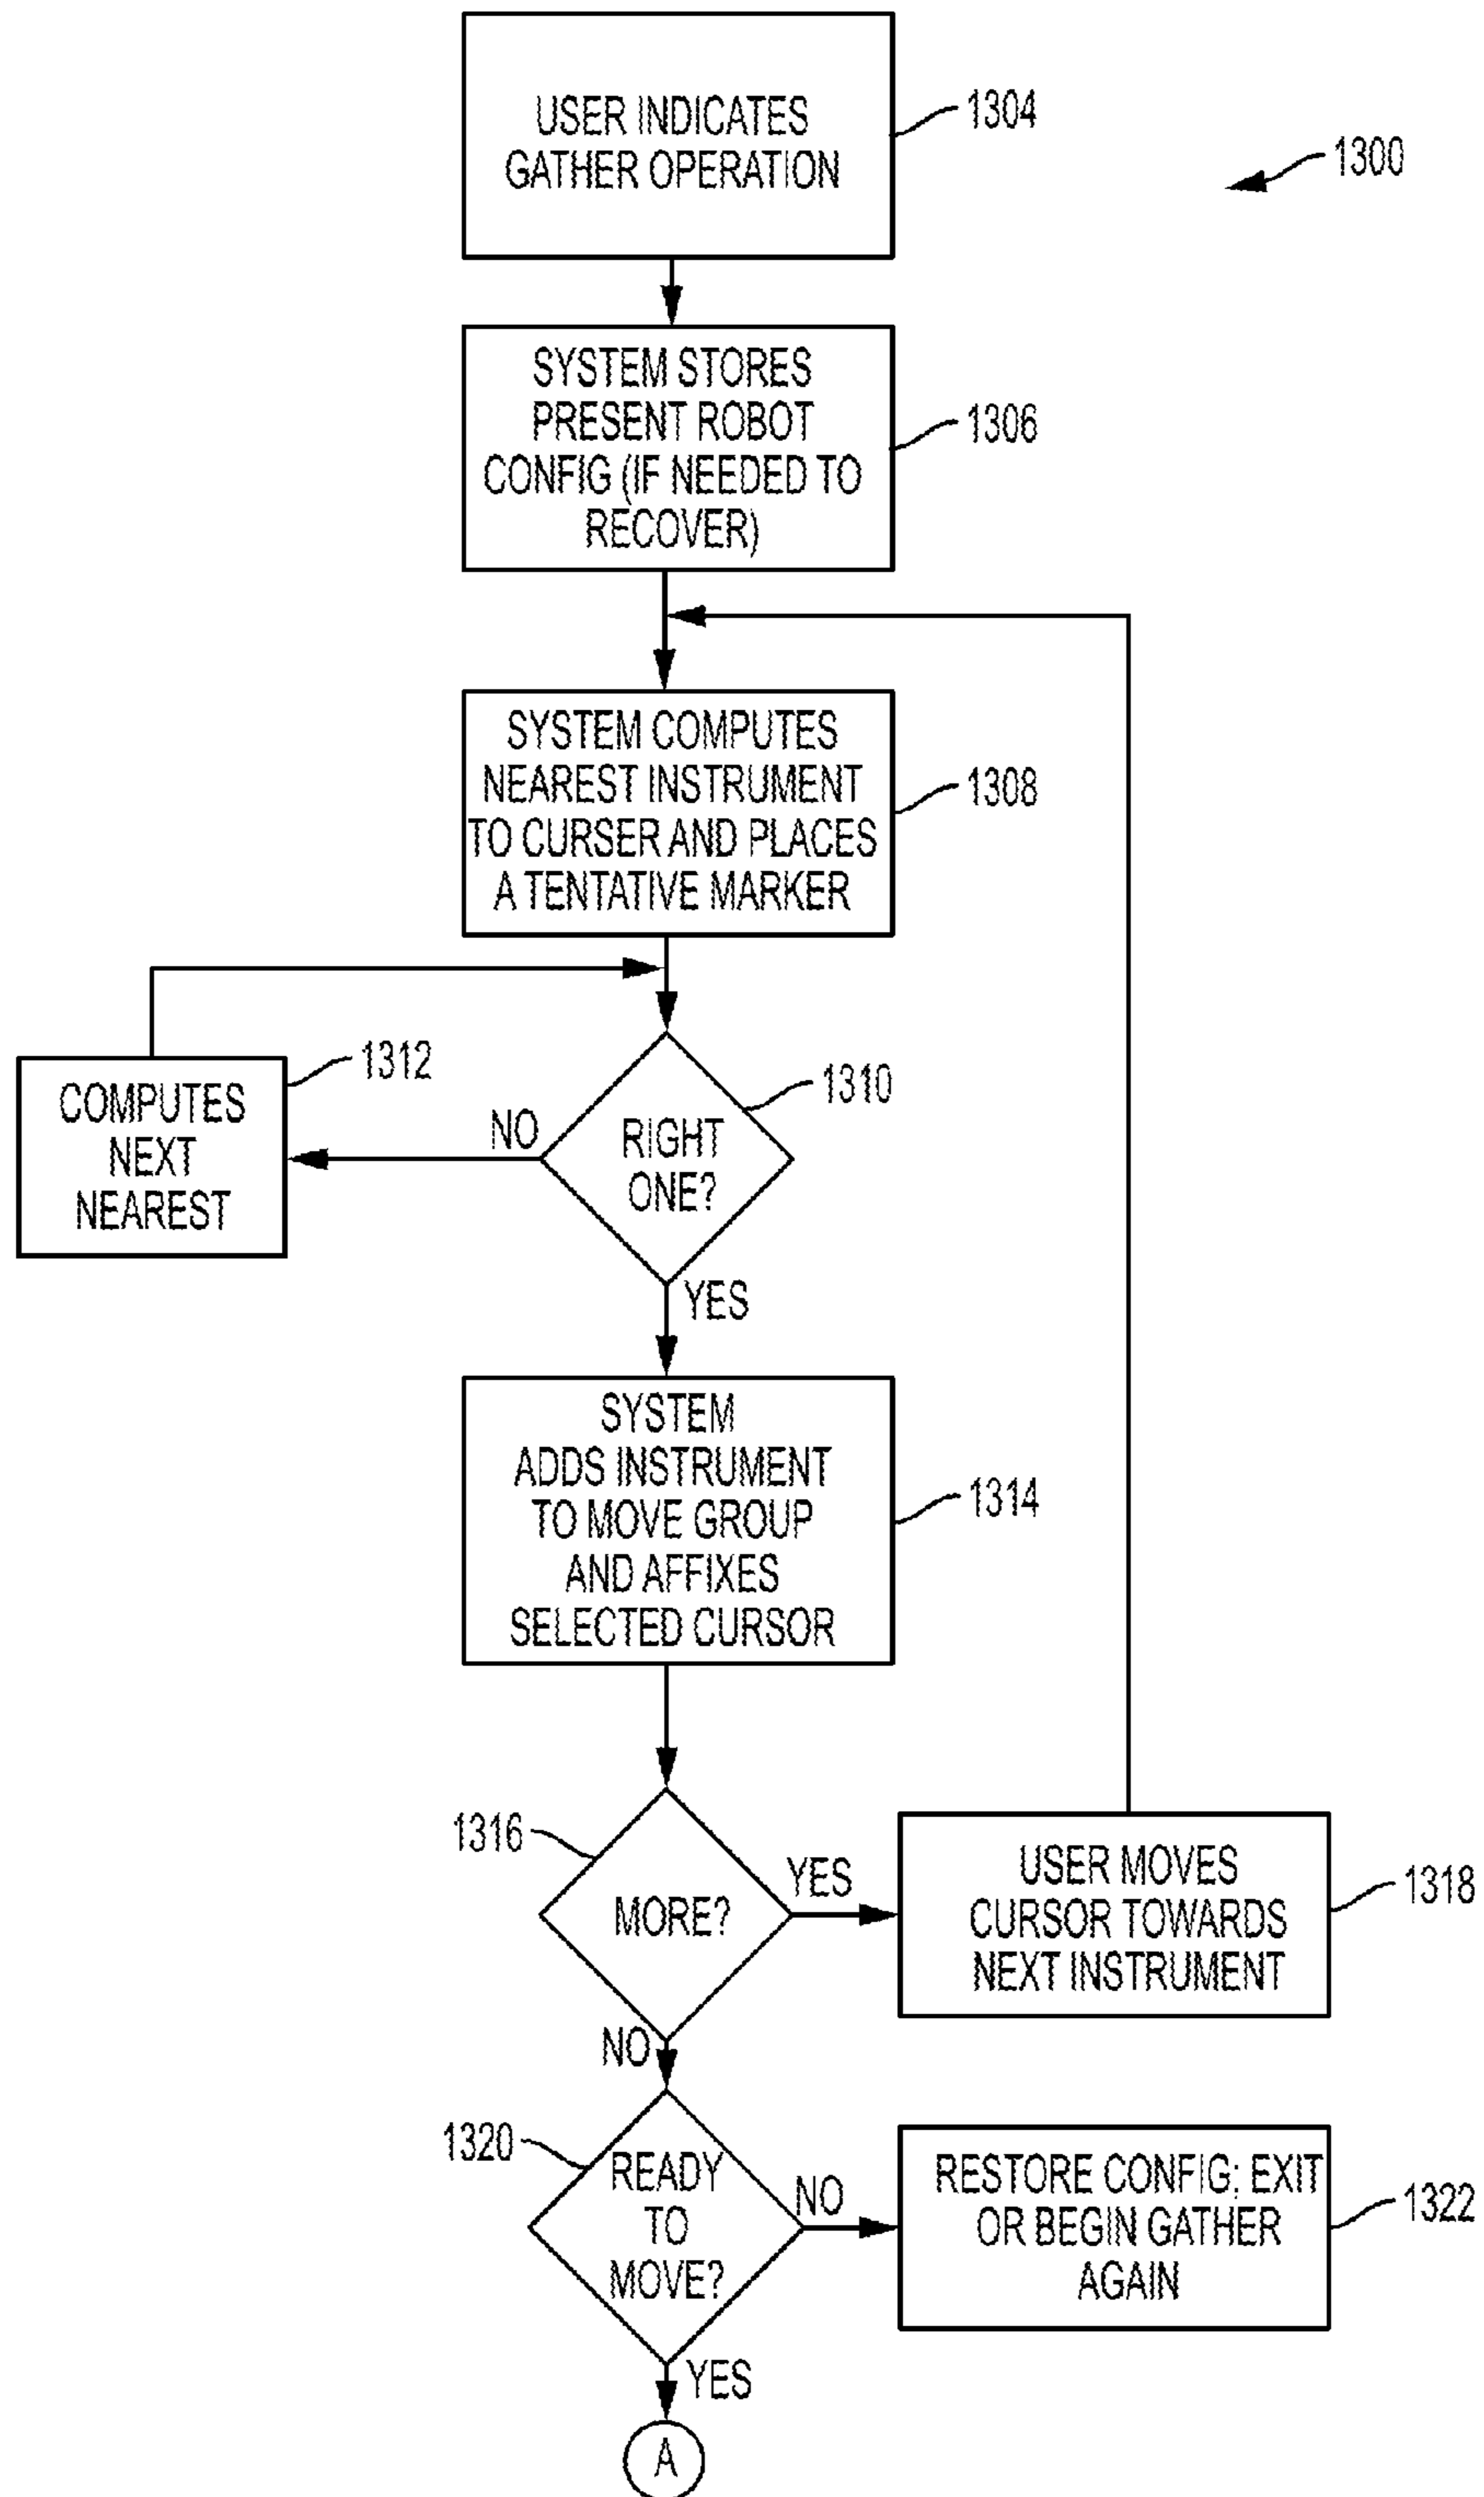 USER INDICATES
GATHER OPERATION
1304
1300
SYSTEM STORES
PRESENT ROBOT
CONFIG (IF NEEDED TO
RECOVER)
1306
SYSTEM COMPUTES
NEAREST INSTRUMENT
TO CURSER AND PLACES
A TENTATIVE MARKER
1308
COMPUTES
NEXT
NEAREST
1312
NO
RIGHT
ONE?
1310
YES
SYSTEM
ADDS INSTRUMENT
TO MOVE GROUP
AND AFFIXES
SELECTED CURSOR
1314
1316
MORE?
YES
USER MOVES
CURSOR TOWARDS
NEXT INSTRUMENT
1318
NO
1320
READY
TO
MOVE?
NO
RESTORE CONFIG; EXIT
OR BEGIN GATHER
AGAIN
1322
YES
A